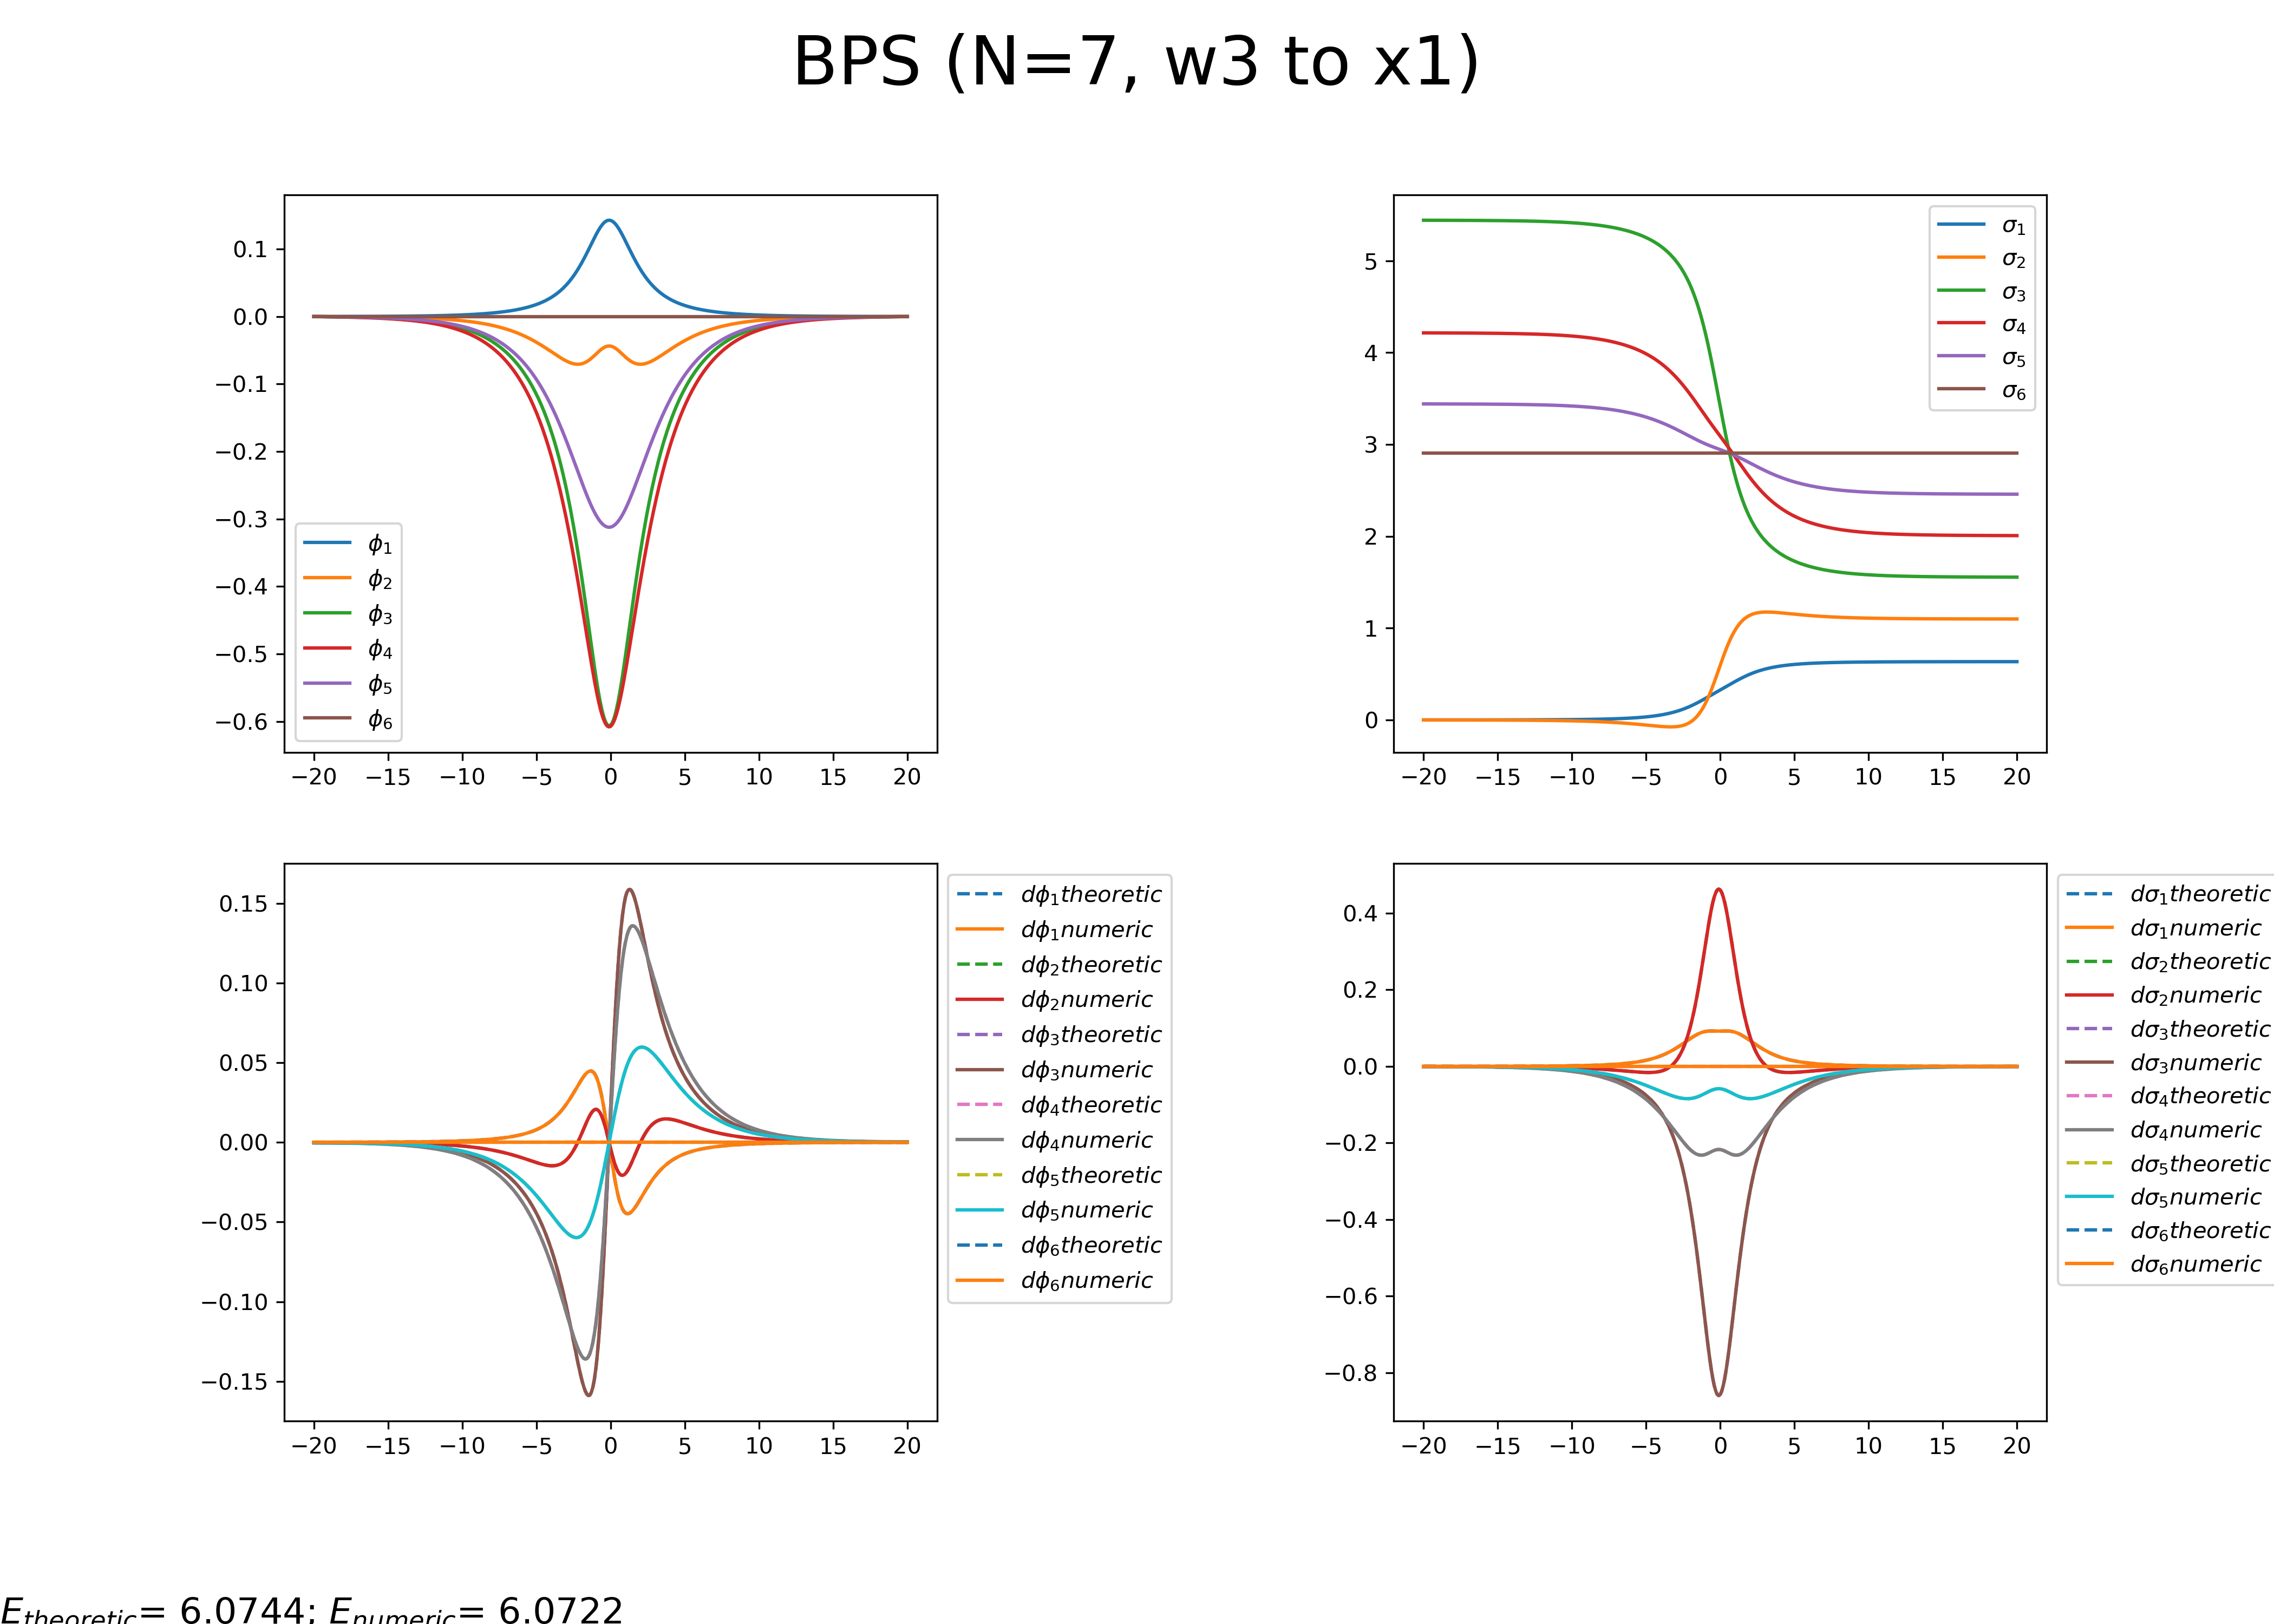 BPS (N=7, w3 to x1)
0.1
0.0
−0.1
−0.2
−0.3
−0.4
−0.5
−0.6
−20 −15 −10 −5 0 5 10 15 20
ϕ₁
ϕ₂
ϕ₃
ϕ₄
ϕ₅
ϕ₆
5
4
3
2
1
0
−20 −15 −10 −5 0 5 10 15 20
σ₁
σ₂
σ₃
σ₄
σ₅
σ₆
0.15
0.10
0.05
0.00
−0.05
−0.10
−0.15
−20 −15 −10 −5 0 5 10 15 20
dϕ₁theoretic
dϕ₁numeric
dϕ₂theoretic
dϕ₂numeric
dϕ₃theoretic
dϕ₃numeric
dϕ₄theoretic
dϕ₄numeric
dϕ₅theoretic
dϕ₅numeric
dϕ₆theoretic
dϕ₆numeric
0.4
0.2
0.0
−0.2
−0.4
−0.6
−0.8
−20 −15 −10 −5 0 5 10 15 20
dσ₁theoretic
dσ₁numeric
dσ₂theoretic
dσ₂numeric
dσ₃theoretic
dσ₃numeric
dσ₄theoretic
dσ₄numeric
dσ₅theoretic
dσ₅numeric
dσ₆theoretic
dσ₆numeric
E_theoretic= 6.0744; E_numeric= 6.0722